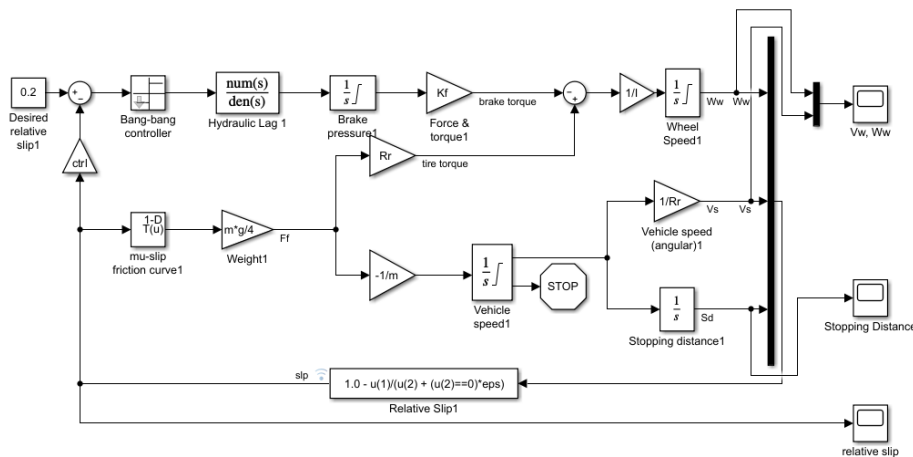 0.2
Desired
relative
slip1
+
−
Bang-bang
controller
num(s)
den(s)
Hydraulic Lag 1
1
s
Brake
pressure1
Kf
Force &
torque1
brake torque
−
+
1/I
1
s
Wheel
Speed1
Ww
Ww
Vw, Ww
ctrl
Rr
tire torque
1-D
T(u)
mu-slip
friction curve1
m*g/4
Weight1
Ff
-1/m
1
s
Vehicle
speed1
STOP
1/Rr
Vehicle speed
(angular)1
Vs
Vs
1
s
Stopping distance1
Sd
Stopping Distance
slp
1.0 - u(1)/(u(2) + (u(2)==0)*eps)
Relative Slip1
relative slip